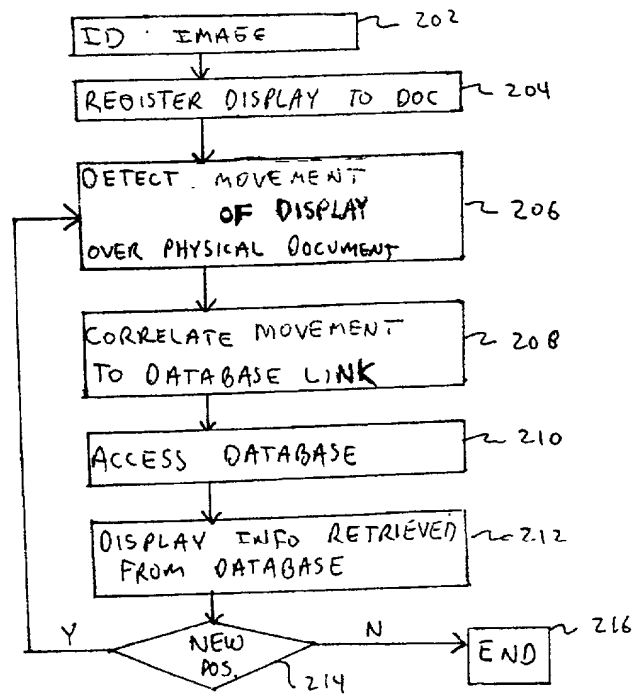 ID IMAGE 202
REGISTER DISPLAY TO DOC 204
DETECT MOVEMENT
OF DISPLAY 206
OVER PHYSICAL DOCUMENT
CORRELATE MOVEMENT 208
TO DATABASE LINK
ACCESS DATABASE 210
DISPLAY INFO RETRIEVED 212
FROM DATABASE
Y NEW N 216
POS. END
214